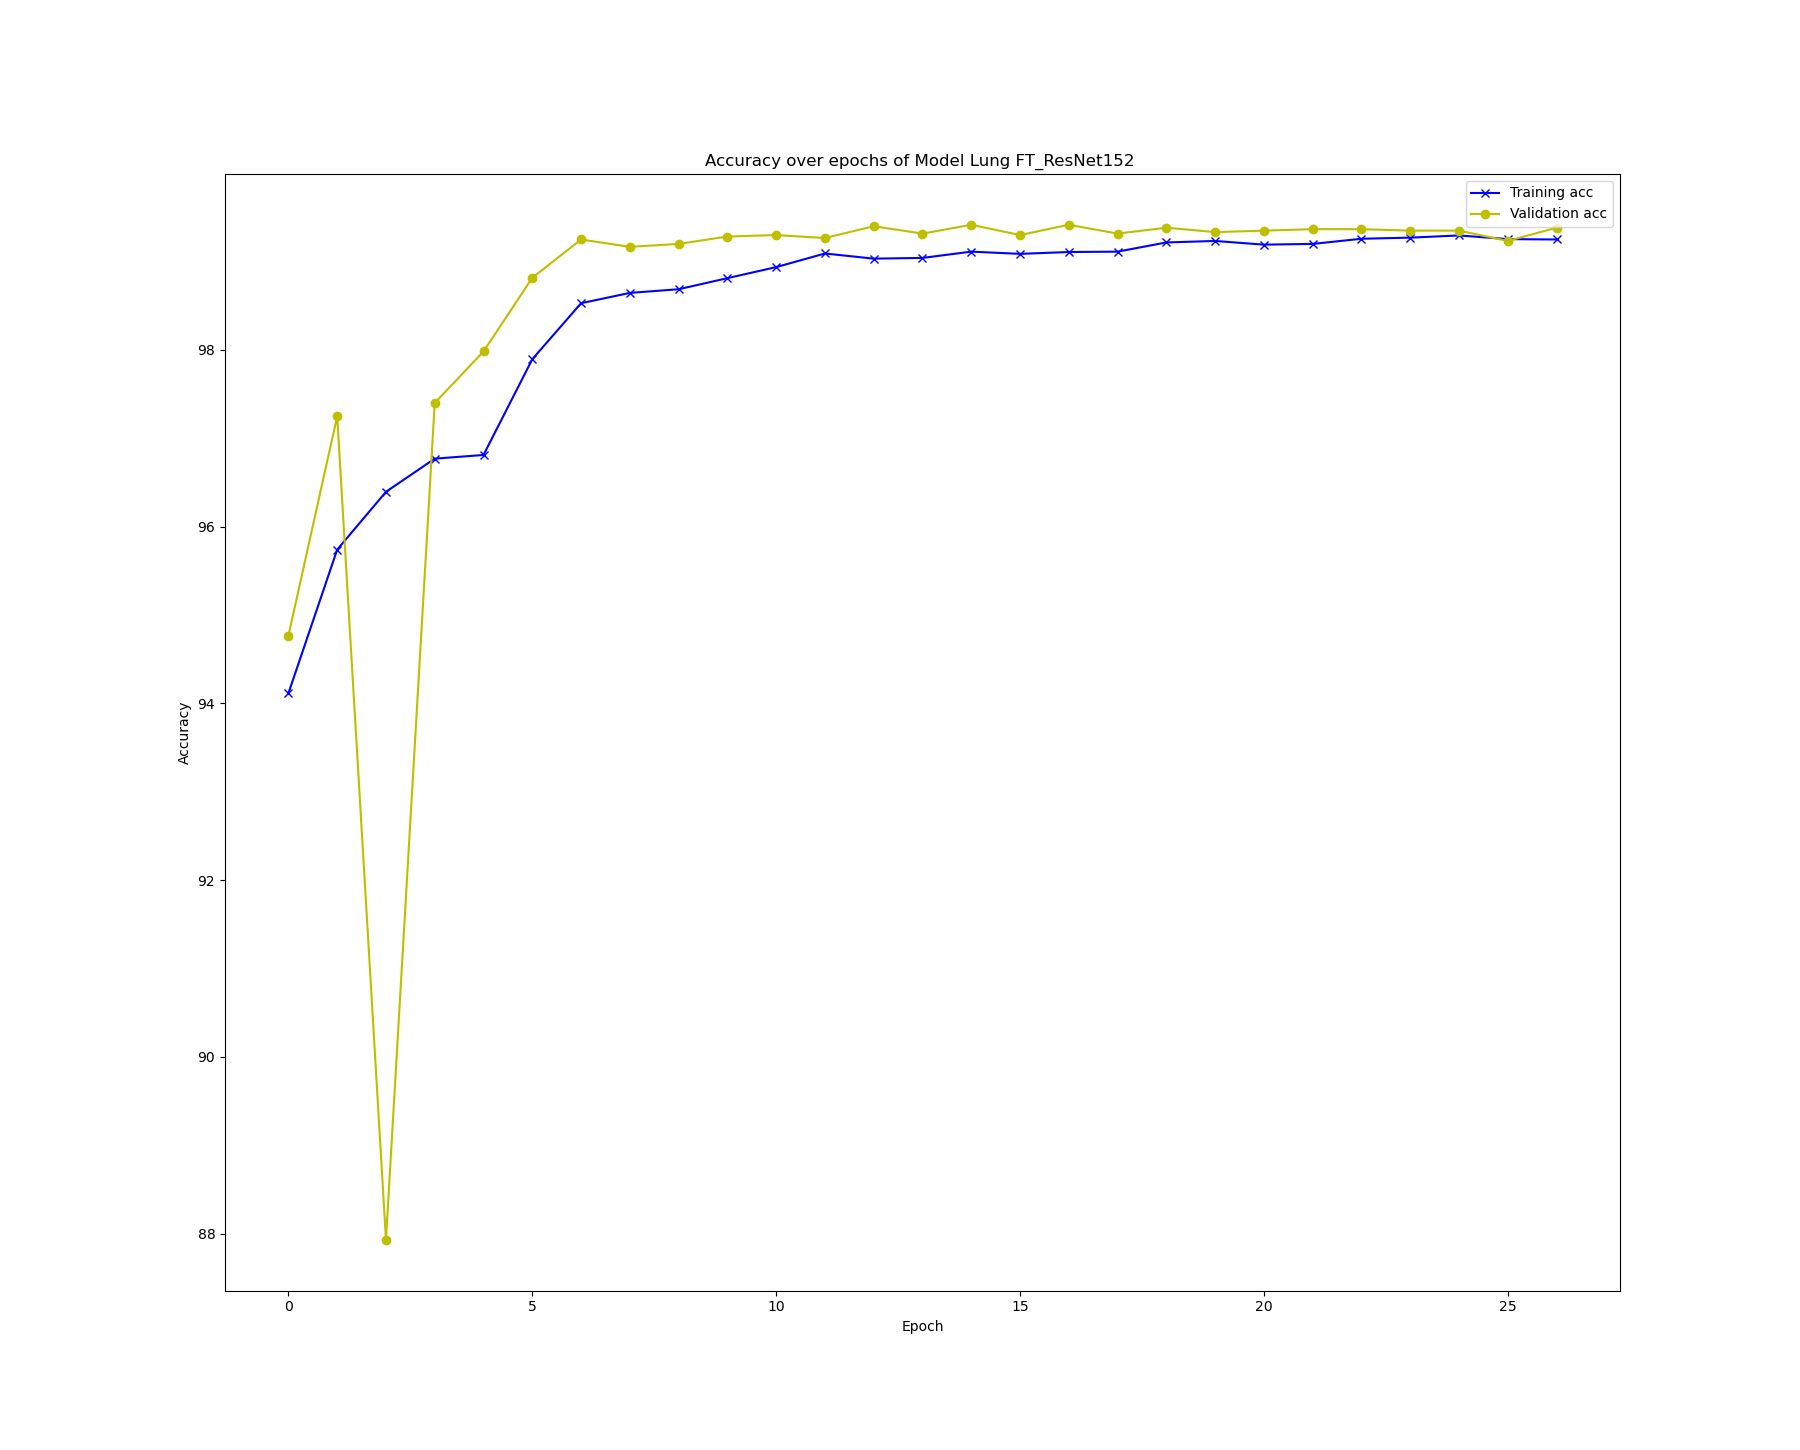 Accuracy over epochs of Model Lung FT_ResNet152
Training acc
Validation acc
98
96
94
92
90
88
Accuracy
0 5 10 15 20 25
Epoch